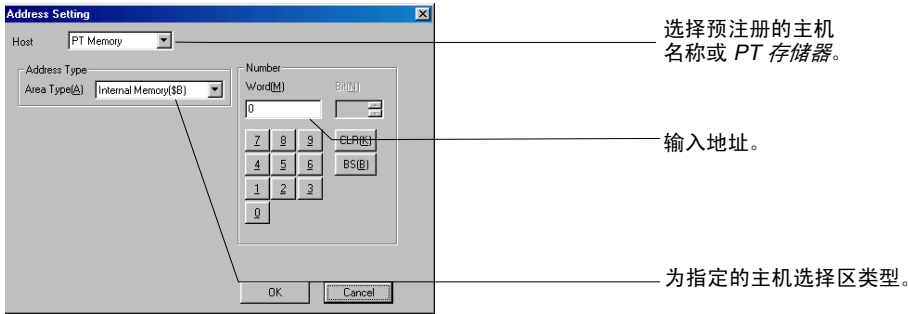 Address Setting
Host PT Memory
选择预注册的主机
名称或 PT 存储器。
Address Type
Area Type(A) Internal Memory($B)
Number
Word(M) Bit(N)
0
7 8 9 CLR(K)
4 5 6 BS(B)
1 2 3
0
输入地址。
OK Cancel
为指定的主机选择区类型。